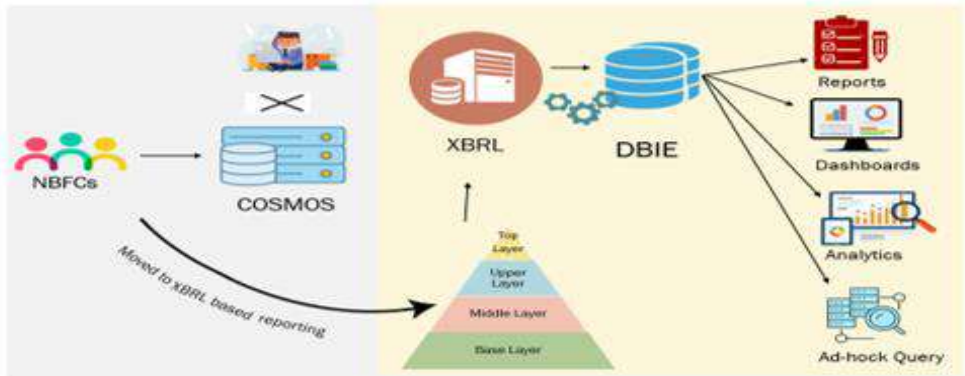 NBFCs
COSMOS
Moved to xBRL based reporting
XBRL
DBIE
Top
Layer
Upper
Layer
Middle Layer
Base Layer
Reports
Dashboards
Analytics
Ad-hock Query